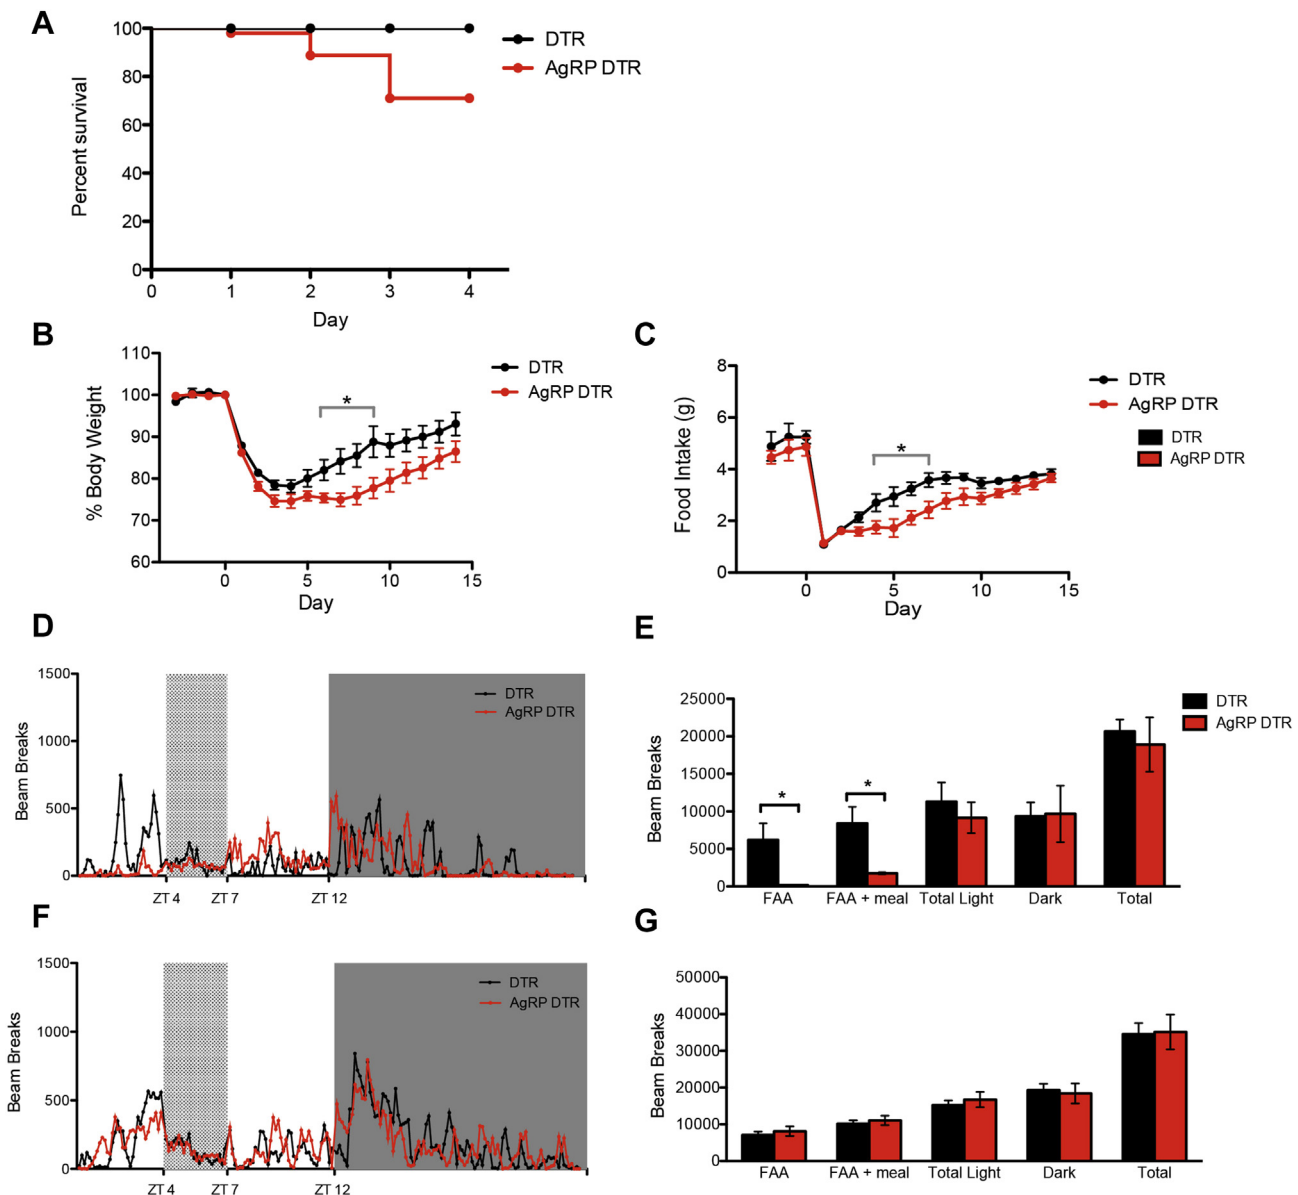 A
100
80
60
40
20
0
Percent survival
0 1 2 3 4
Day
DTR
AgRP DTR
B
110
100
90
80
70
60
% Body Weight
0 5 10 15
Day
*
DTR
AgRP DTR
C
8
6
4
2
0
Food Intake (g)
0 5 10 15
Day
*
DTR
AgRP DTR
DTR
AgRP DTR
D
1500
1000
500
0
Beam Breaks
ZT 4 ZT 7 ZT 12
DTR
AgRP DTR
E
25000
20000
15000
10000
5000
0
Beam Breaks
* *
FAA FAA + meal Total Light Dark Total
DTR
AgRP DTR
F
1500
1000
500
0
Beam Breaks
ZT 4 ZT 7 ZT 12
DTR
AgRP DTR
G
50000
40000
30000
20000
10000
0
Beam Breaks
FAA FAA + meal Total Light Dark Total